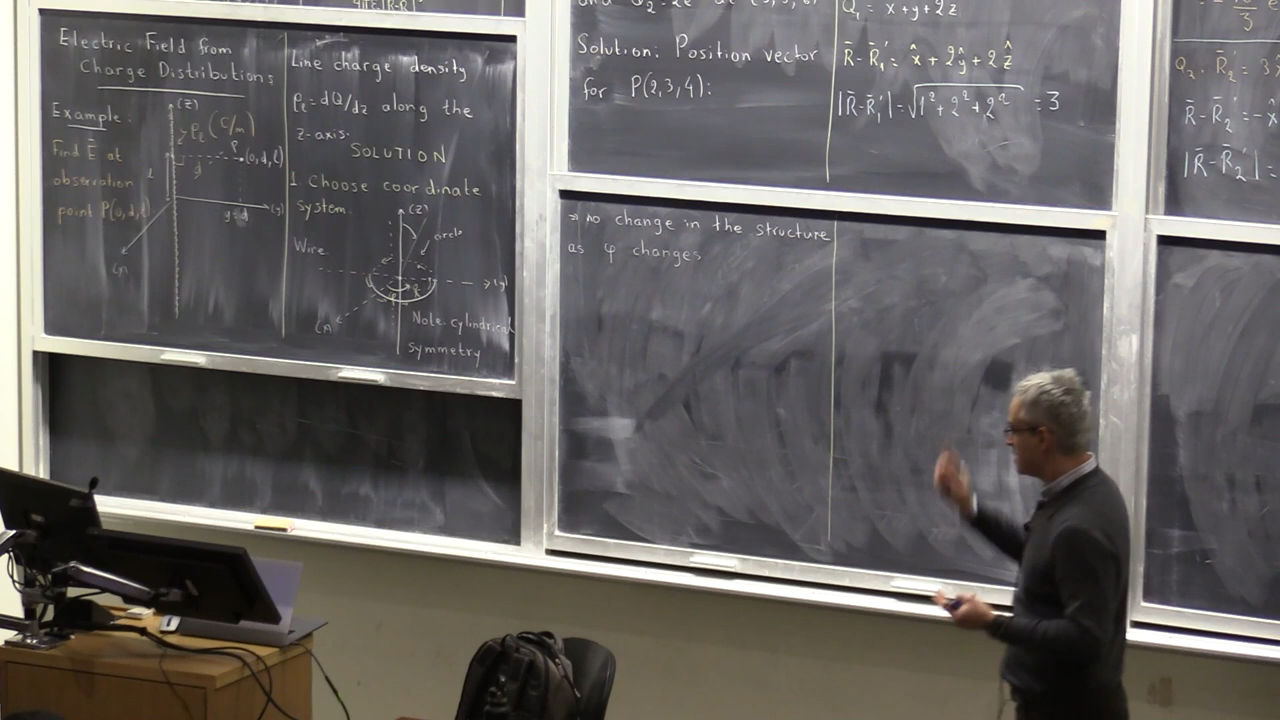 Electric Field from
Charge Distributions
Example:
Find Ē at
observation
point P(0,d,l)
(z)
ρℓ (C/m)
P
(0,d,l)
d
l
(y)
y=d
(x)
Line charge density
ρℓ=dQ/dz along the
z-axis.
SOLUTION
1. Choose coordinate
system.
Wire
(z)
(y)
(x)
Note. cylindrical
symmetry
Solution: Position vector
for P(2,3,4):
Q₁ = x+y+2z
R̄-R̄₁' = x̂ + 2ŷ + 2ẑ
|R̄-R̄₁'|=√1²+2²+2² = 3
⇒ no change in the structure
as φ changes
3
R̄-R̄₂'=-x
|R̄-R̄₂'|=